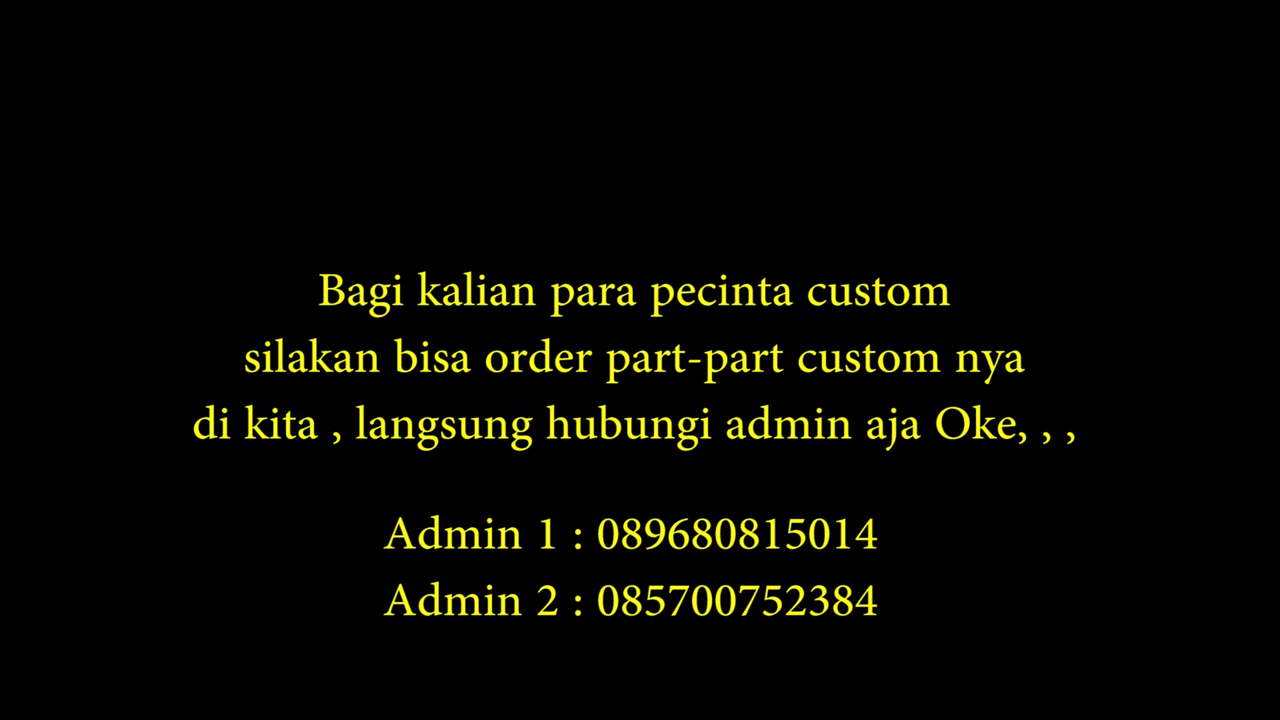 Bagi kalian para pecinta custom
silakan bisa order part-part custom nya
di kita , langsung hubungi admin aja Oke, , ,
Admin 1 : 089680815014
Admin 2 : 085700752384